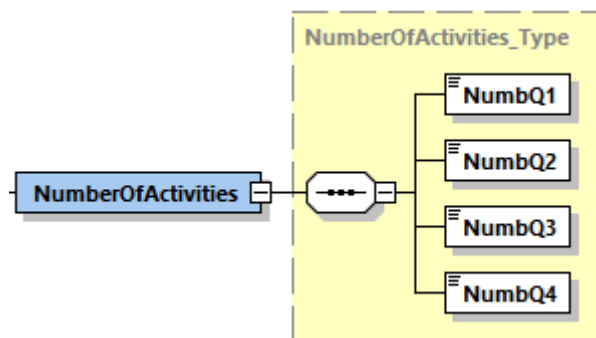 NumberOfActivities_Type
NumbQ1
NumbQ2
NumberOfActivities
NumbQ3
NumbQ4